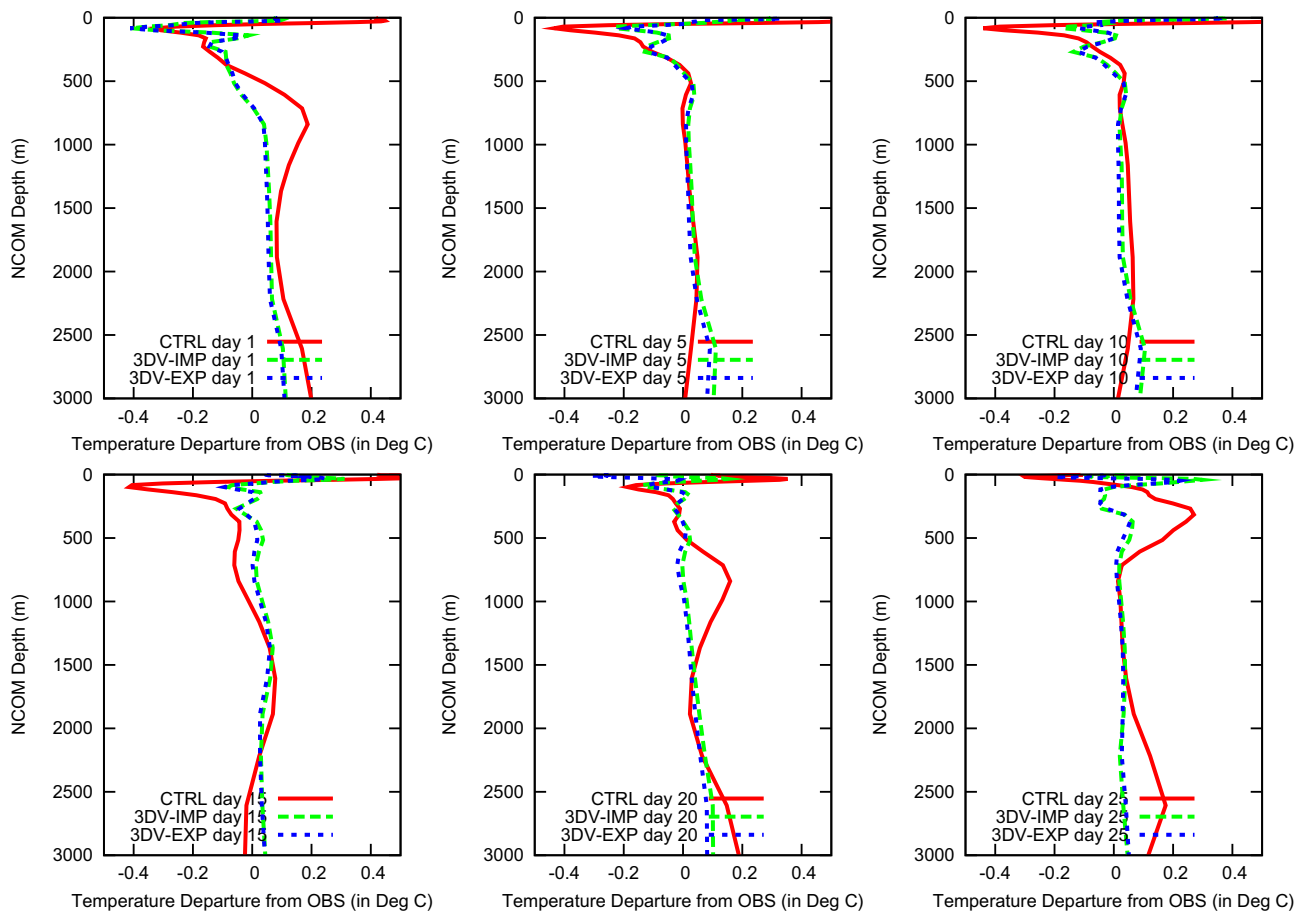 0
500
1000
1500
2000
2500
3000
-0.4
-0.2
0
0.2
0.4
NCOM Depth (m)
Temperature Departure from OBS (in Deg C)
CTRL day 1
3DV-IMP day 1
3DV-EXP day 1
0
500
1000
1500
2000
2500
3000
-0.4
-0.2
0
0.2
0.4
NCOM Depth (m)
Temperature Departure from OBS (in Deg C)
CTRL day 5
3DV-IMP day 5
3DV-EXP day 5
0
500
1000
1500
2000
2500
3000
-0.4
-0.2
0
0.2
0.4
NCOM Depth (m)
Temperature Departure from OBS (in Deg C)
CTRL day 10
3DV-IMP day 10
3DV-EXP day 10
0
500
1000
1500
2000
2500
3000
-0.4
-0.2
0
0.2
0.4
NCOM Depth (m)
Temperature Departure from OBS (in Deg C)
CTRL day 15
3DV-IMP day 15
3DV-EXP day 15
0
500
1000
1500
2000
2500
3000
-0.4
-0.2
0
0.2
0.4
NCOM Depth (m)
Temperature Departure from OBS (in Deg C)
CTRL day 20
3DV-IMP day 20
3DV-EXP day 20
0
500
1000
1500
2000
2500
3000
-0.4
-0.2
0
0.2
0.4
NCOM Depth (m)
Temperature Departure from OBS (in Deg C)
CTRL day 25
3DV-IMP day 25
3DV-EXP day 25